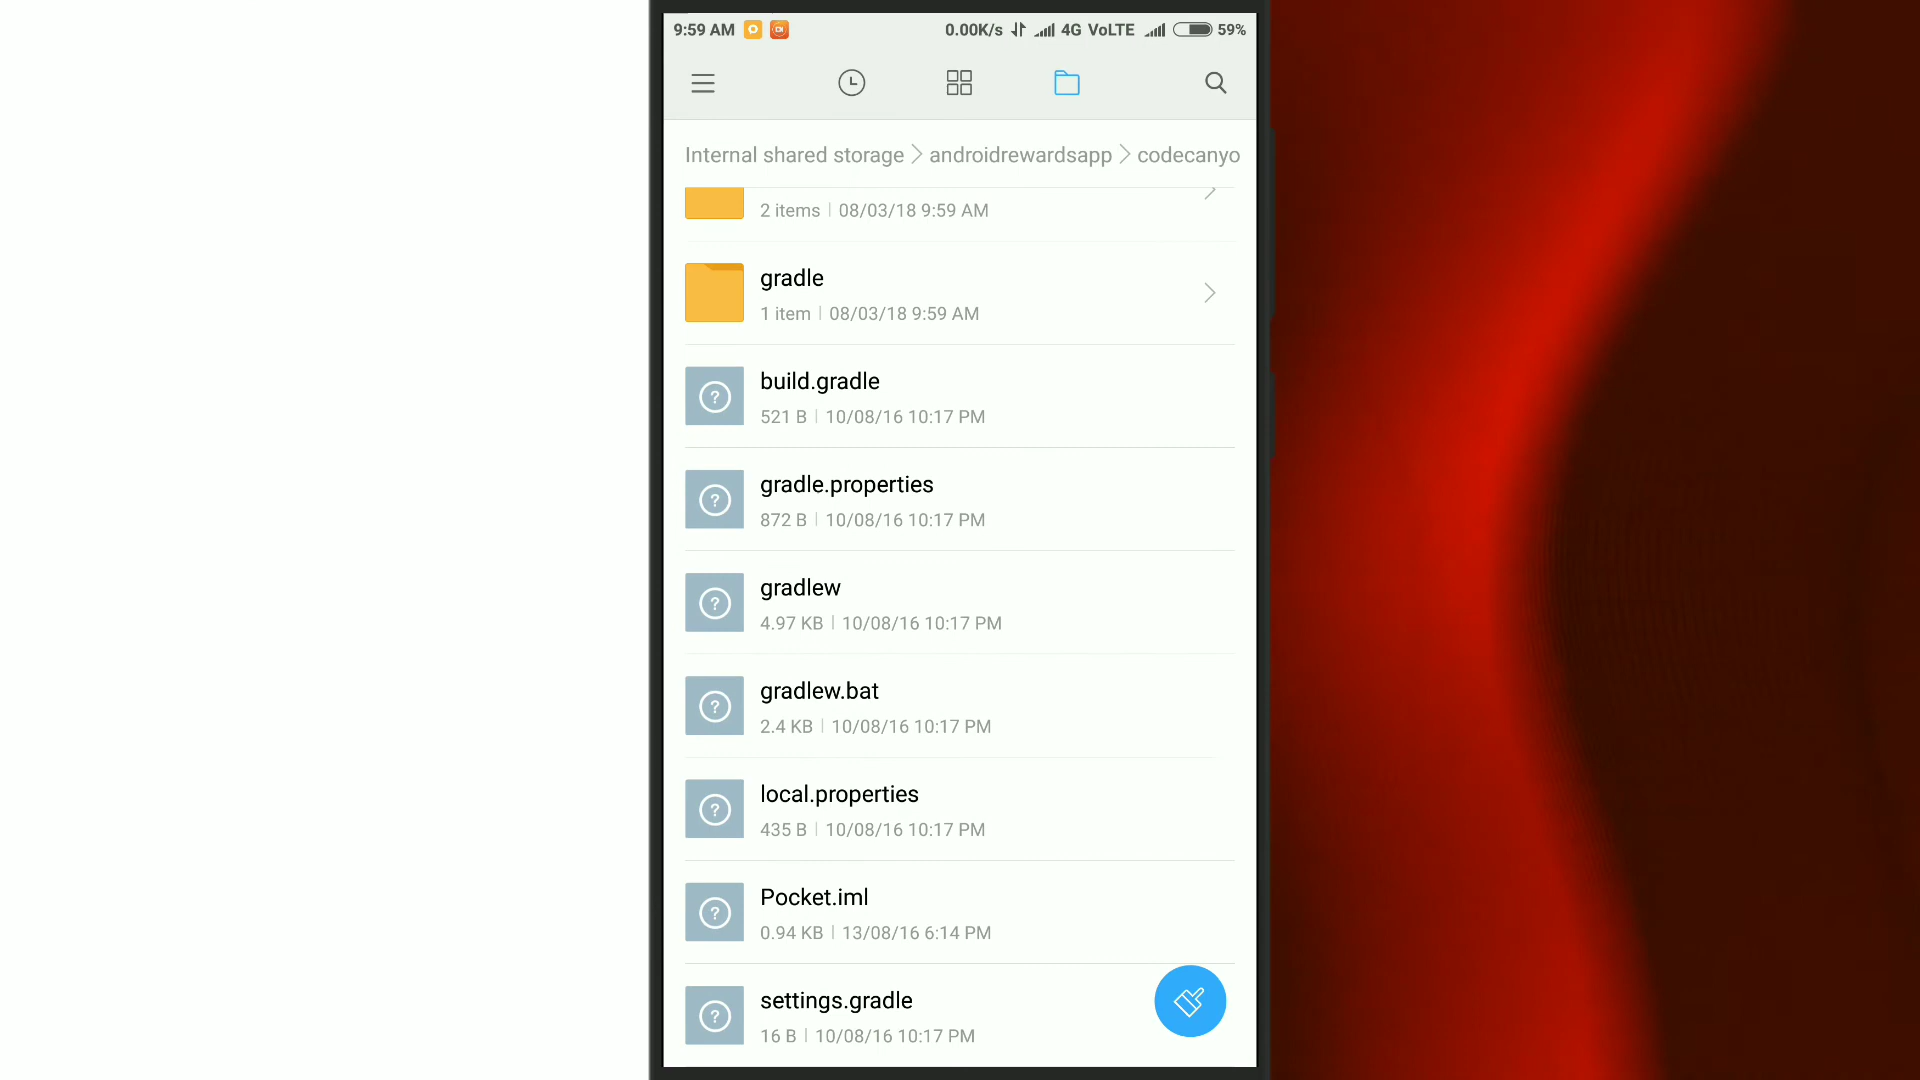 9:59 AM 0.00K/s 4G VoLTE 59%
Internal shared storage androidrewardsapp codecanyo
2 items 08/03/18 9:59 AM
gradle
1 item 08/03/18 9:59 AM
build.gradle
521 B 10/08/16 10:17 PM
gradle.properties
872 B 10/08/16 10:17 PM
gradlew
4.97 KB 10/08/16 10:17 PM
gradlew.bat
2.4 KB 10/08/16 10:17 PM
local.properties
435 B 10/08/16 10:17 PM
Pocket.iml
0.94 KB 13/08/16 6:14 PM
settings.gradle
16 B 10/08/16 10:17 PM